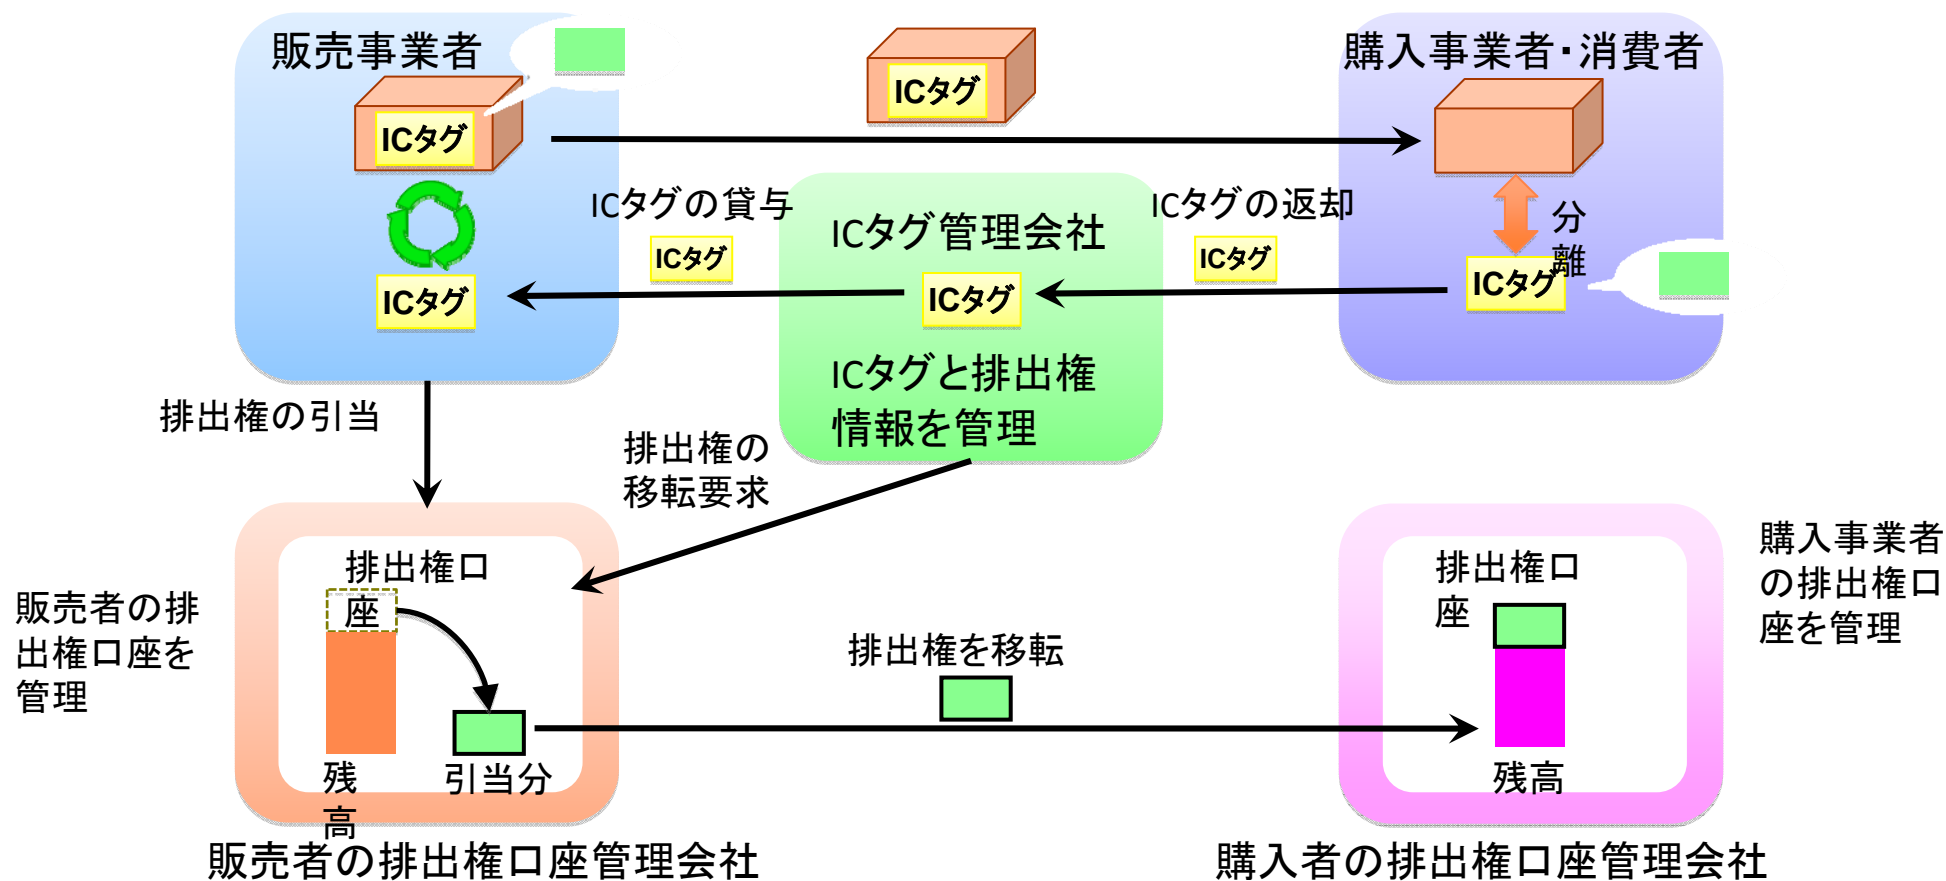 販売事業者
ICタグ
ICタグ
購入事業者・消費者
ICタグ
ICタグの貸与
ICタグ
ICタグ管理会社
ICタグ
ICタグと排出権
情報を管理
ICタグの返却
ICタグ
分
離
ICタグ
排出権の引当
排出権の
移転要求
販売者の排
出権口座を
管理
排出権口
座
残
高
引当分
排出権を移転
排出権口
座
残高
購入事業者
の排出権口
座を管理
販売者の排出権口座管理会社
購入者の排出権口座管理会社